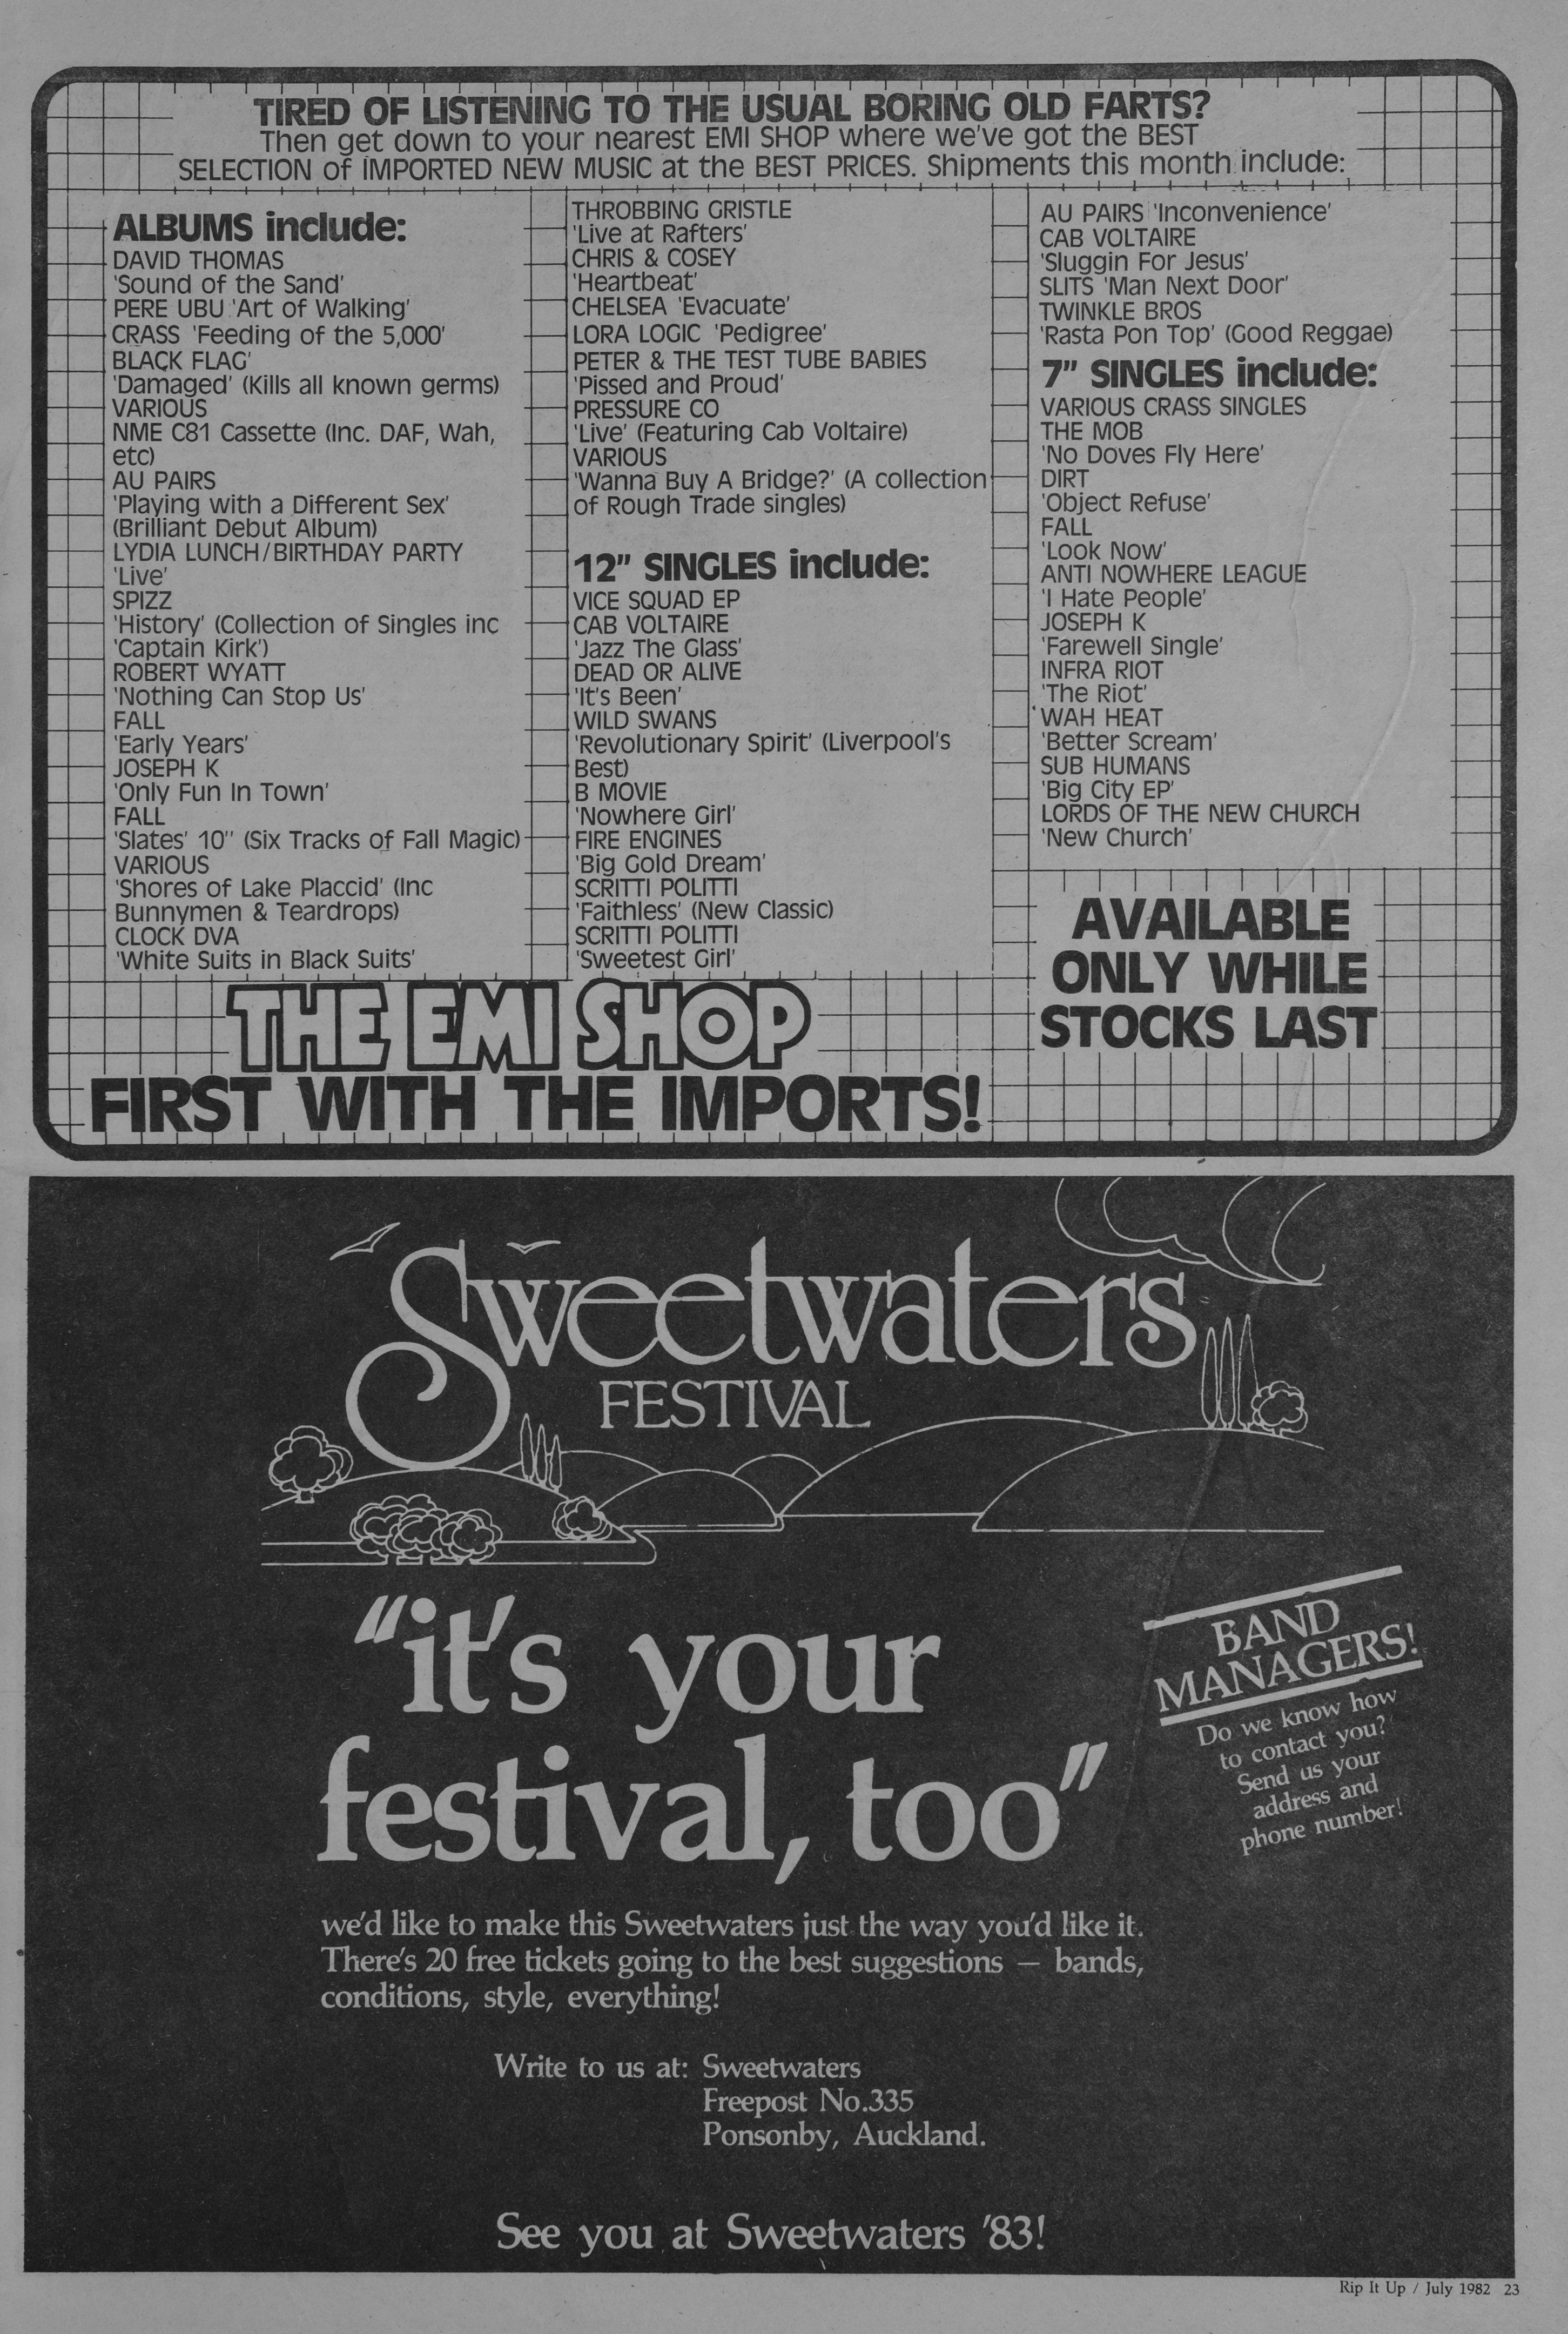 TIRED OF LISTENING TO THE USUAL BORING OLD FARTS?
Then get down to your nearest EMI SHOP where we've got the BEST
SELECTION of IMPORTED NEW MUSIC at the BEST PRICES. Shipments this month include:
ALBUMS include:
DAVID THOMAS
'Sound of the Sand'
PERE UBU 'Art of Walking'
CRASS 'Feeding of the 5,000'
BLACK FLAG'
'Damaged' (Kills all known germs)
VARIOUS
NME C81 Cassette (Inc. DAF, Wah,
etc)
AU PAIRS
'Playing with a Different Sex'
(Brilliant Debut Album)
LYDIA LUNCH/BIRTHDAY PARTY
'Live'
SPIZZ
'History' (Collection of Singles inc
'Captain Kirk')
ROBERT WYATT
'Nothing Can Stop Us'
FALL
'Early Years'
JOSEPH K
'Only Fun In Town'
FALL
'Slates' 10" (Six Tracks of Fall Magic)
VARIOUS
'Shores of Lake Placcid' (Inc
Bunnymen & Teardrops)
CLOCK DVA
'White Suits in Black Suits'
THROBBING GRISTLE
'Live at Rafters'
CHRIS & COSEY
'Heartbeat'
CHELSEA 'Evacuate'
LORA LOGIC 'Pedigree'
PETER & THE TEST TUBE BABIES
'Pissed and Proud'
PRESSURE CO
'Live' (Featuring Cab Voltaire)
VARIOUS
'Wanna Buy A Bridge?' (A collection
of Rough Trade singles)
12" SINGLES include:
VICE SQUAD EP
CAB VOLTAIRE
'Jazz The Glass'
DEAD OR ALIVE
'It's Been'
WILD SWANS
'Revolutionary Spirit' (Liverpool's
Best)
B MOVIE
'Nowhere Girl'
FIRE ENGINES
'Big Gold Dream'
SCRITTI POLITTI
'Faithless' (New Classic)
SCRITTI POLITTI
'Sweetest Girl'
AU PAIRS 'Inconvenience'
CAB VOLTAIRE
'Sluggin For Jesus'
SLITS 'Man Next Door'
TWINKLE BROS
'Rasta Pon Top' (Good Reggae)
7" SINGLES include:
VARIOUS CRASS SINGLES
THE MOB
'No Doves Fly Here'
DIRT
'Object Refuse'
FALL
'Look Now'
ANTI NOWHERE LEAGUE
'I Hate People'
JOSEPH K
'Farewell Single'
INFRA RIOT
'The Riot'
WAH HEAT
'Better Scream'
SUB HUMANS
'Big City EP'
LORDS OF THE NEW CHURCH
'New Church'
AVAILABLE
ONLY WHILE
STOCKS LAST
THE EMI SHOP
FIRST WITH THE IMPORTS!
Sweetwaters
FESTIVAL
"it's your
festival, too"
BAND
MANAGERS!
Do we know how
to contact you?
Send us your
address and
phone number!
we'd like to make this Sweetwaters just the way you'd like it.
There's 20 free tickets going to the best suggestions — bands,
conditions, style, everything!
Write to us at: Sweetwaters
Freepost No.335
Ponsonby, Auckland.
See you at Sweetwaters '83!
Rip It Up / July 1982 23